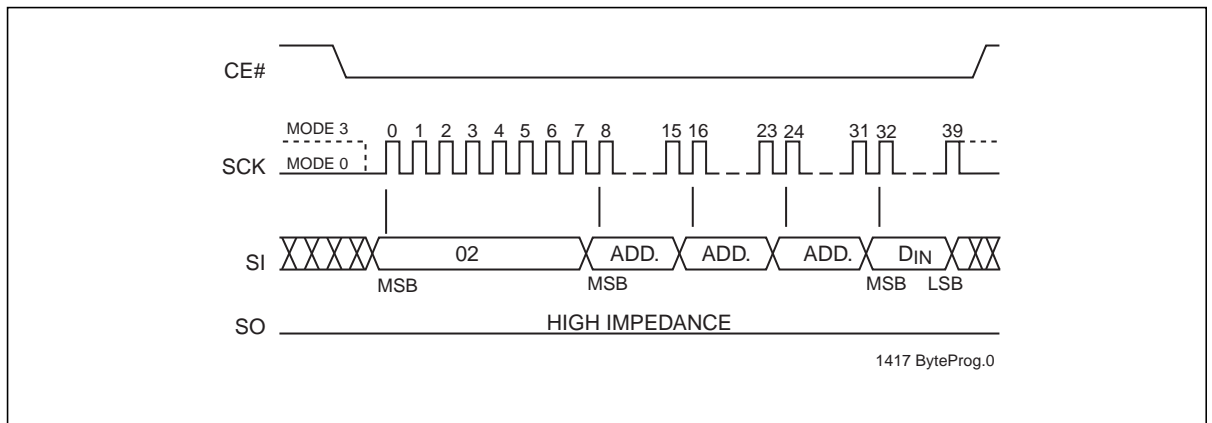 CE#
MODE 3
0 1 2 3 4 5 6 7 8 15 16 23 24 31 32 39
SCK
MODE 0
SI
02 ADD. ADD. ADD. DIN
MSB MSB MSB LSB
SO
HIGH IMPEDANCE
1417 ByteProg.0